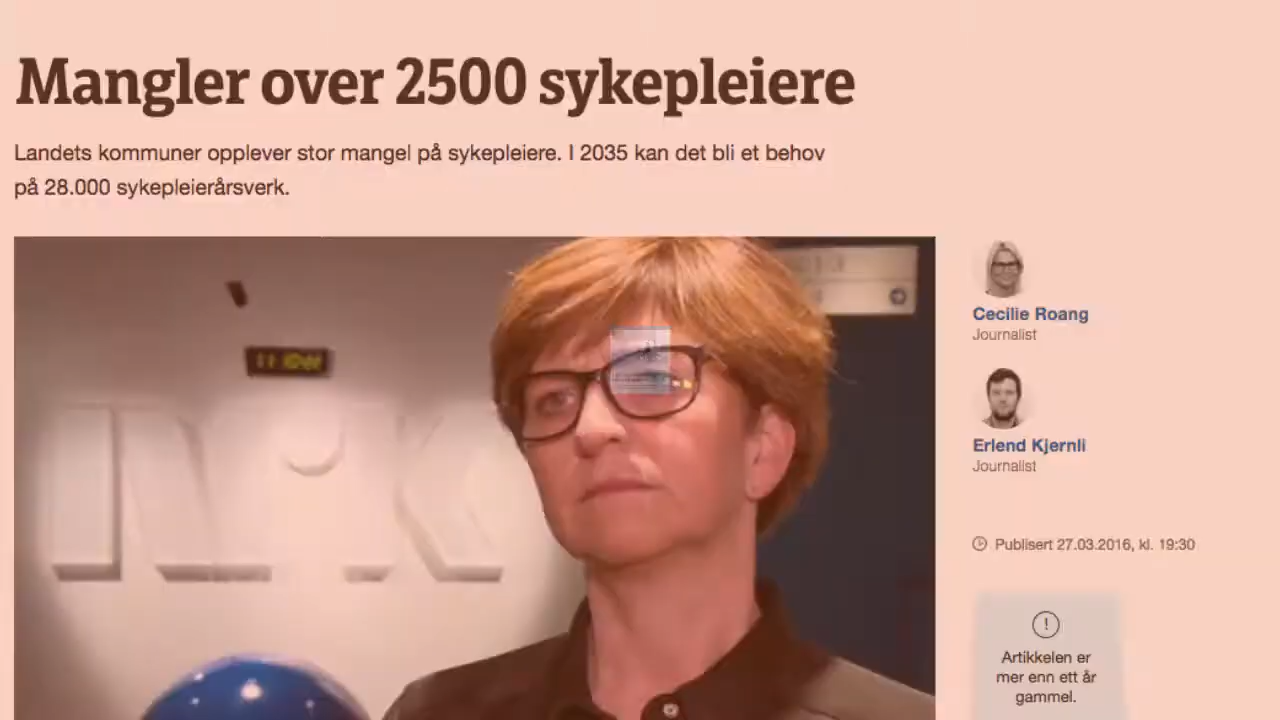 Mangler over 2500 sykepleiere
Landets kommuner opplever stor mangel på sykepleiere. I 2035 kan det bli et behov
på 28.000 sykepleierårsverk.
NRK
Cecilie Roang
Journalist
Erlend Kjernli
Journalist
Publisert 27.03.2016, kl. 19:30
Artikkelen er
mer enn ett år
gammel.